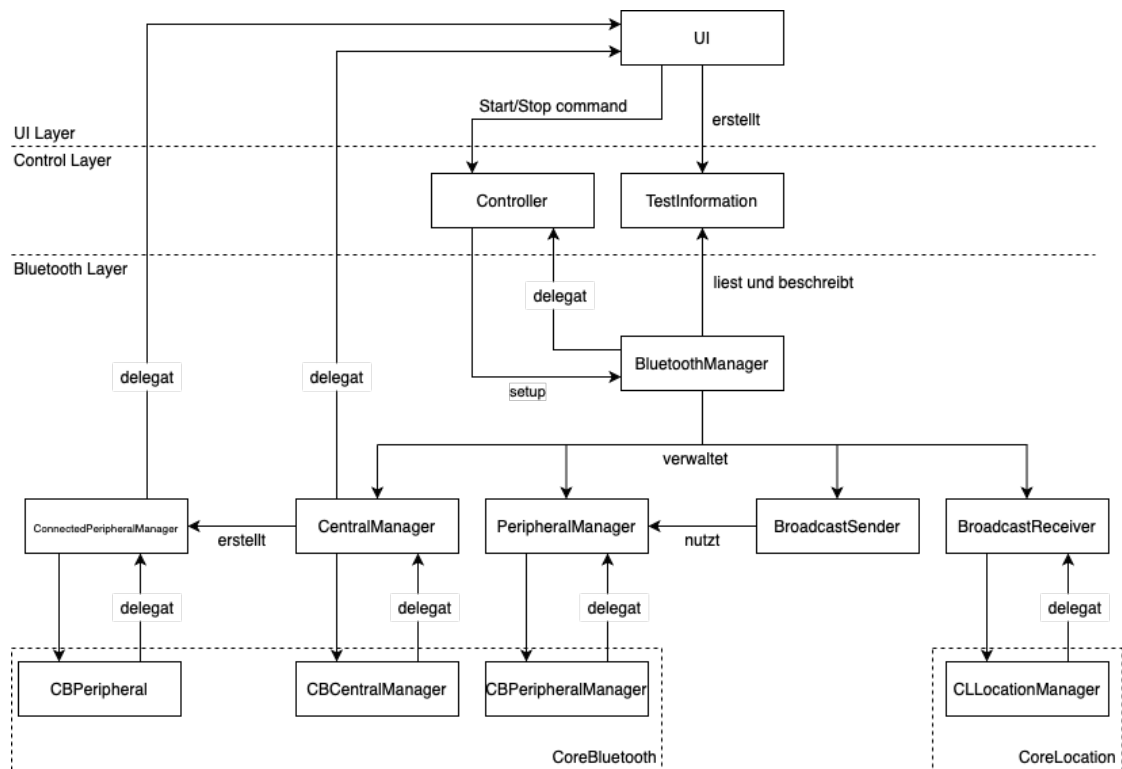 UI
Start/Stop command
erstellt
UI Layer
Control Layer
Controller
TestInformation
Bluetooth Layer
delegat
liest und beschreibt
BluetoothManager
delegat
delegat
setup
verwaltet
ConnectedPeripheralManager
erstellt
CentralManager
PeripheralManager
nutzt
BroadcastSender
BroadcastReceiver
delegat
delegat
delegat
delegat
CBPeripheral
CBCentralManager
CBPeripheralManager
CLLocationManager
CoreBluetooth
CoreLocation